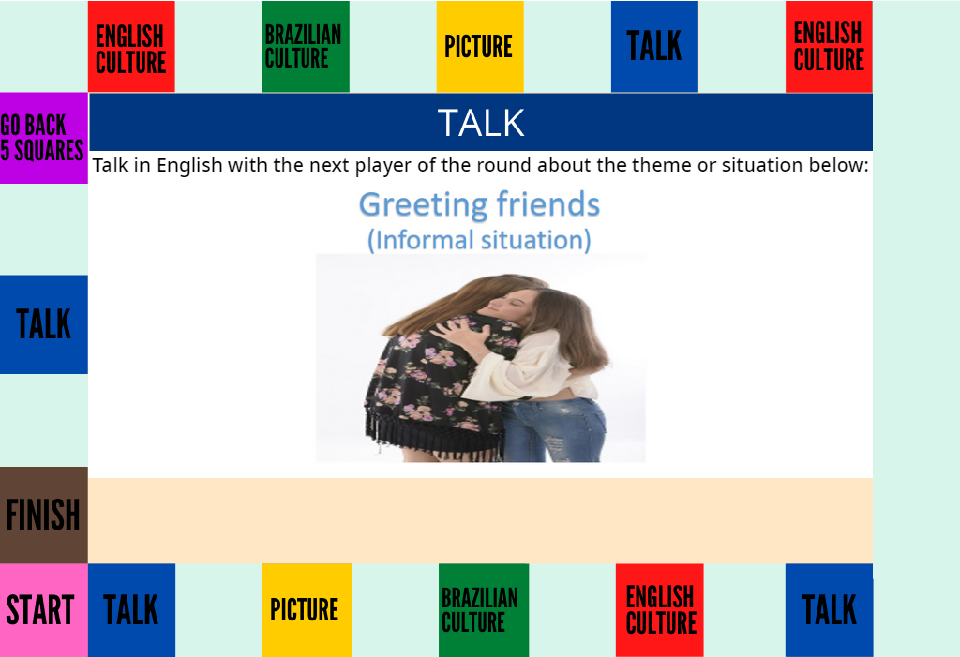 ENGLISH
CULTURE
BRAZILIAN
CULTURE
PICTURE
TALK
ENGLISH
CULTURE
GO BACK
5 SQUARES
TALK
Talk in English with the next player of the round about the theme or situation below:
Greeting friends
(Informal situation)
TALK
FINISH
START
TALK
PICTURE
BRAZILIAN
CULTURE
ENGLISH
CULTURE
TALK